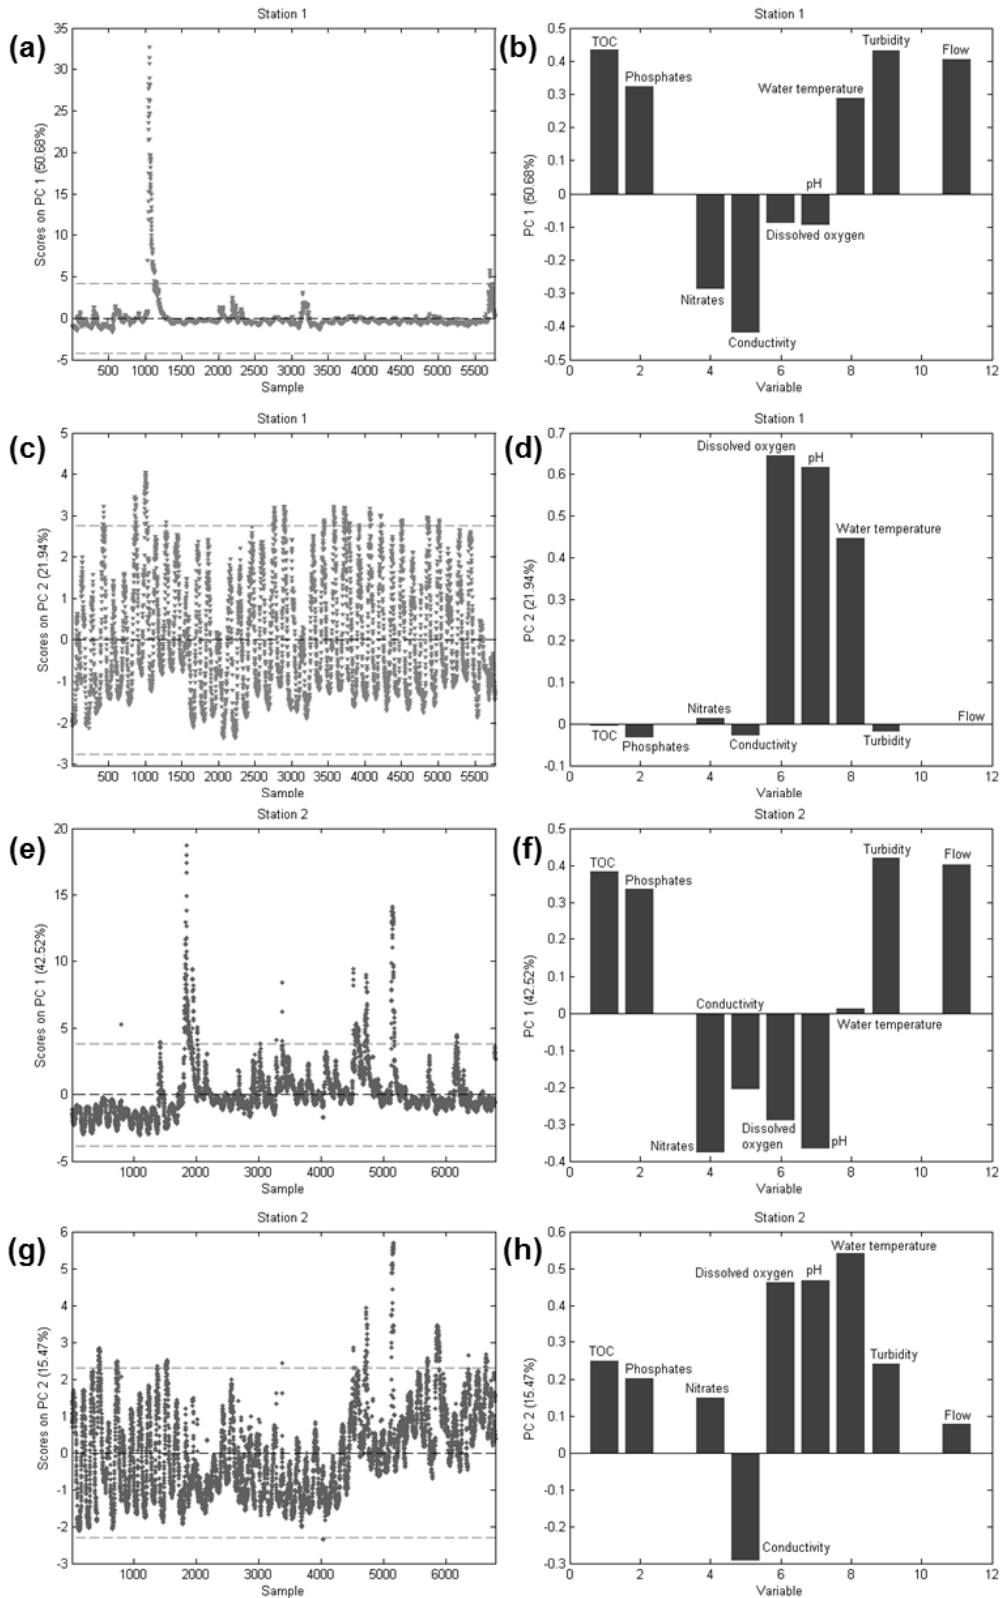 Station 1
(a)
35
30
25
20
15
10
5
0
-5
Scores on PC 1 (50.68%)
500 1000 1500 2000 2500 3000 3500 4000 4500 5000 5500
Sample
Station 1
(b)
0.5
0.4
0.3
0.2
0.1
0
-0.1
-0.2
-0.3
-0.4
-0.5
PC 1 (50.68%)
TOC
Phosphates
Nitrates
Conductivity
Dissolved oxygen
pH
Water temperature
Turbidity
Flow
0 2 4 6 8 10 12
Variable
Station 1
(c)
5
4
3
2
1
0
-1
-2
-3
Scores on PC 2 (21.94%)
500 1000 1500 2000 2500 3000 3500 4000 4500 5000 5500
Sample
Station 1
(d)
0.7
0.6
0.5
0.4
0.3
0.2
0.1
0
-0.1
PC 2 (21.94%)
TOC
Phosphates
Nitrates
Conductivity
Dissolved oxygen
pH
Water temperature
Turbidity
Flow
0 2 4 6 8 10 12
Variable
Station 2
(e)
20
15
10
5
0
-5
Scores on PC 1 (42.52%)
1000 2000 3000 4000 5000 6000
Sample
Station 2
(f)
0.5
0.4
0.3
0.2
0.1
0
-0.1
-0.2
-0.3
-0.4
PC 1 (42.52%)
TOC
Phosphates
Nitrates
Conductivity
Dissolved
oxygen
pH
Water temperature
Turbidity
Flow
0 2 4 6 8 10 12
Variable
Station 2
(g)
6
5
4
3
2
1
0
-1
-2
-3
Scores on PC 2 (15.47%)
1000 2000 3000 4000 5000 6000
Sample
Station 2
(h)
0.6
0.5
0.4
0.3
0.2
0.1
0
-0.1
-0.2
-0.3
PC 2 (15.47%)
TOC
Phosphates
Nitrates
Conductivity
Dissolved oxygen
pH
Water temperature
Turbidity
Flow
0 2 4 6 8 10 12
Variable